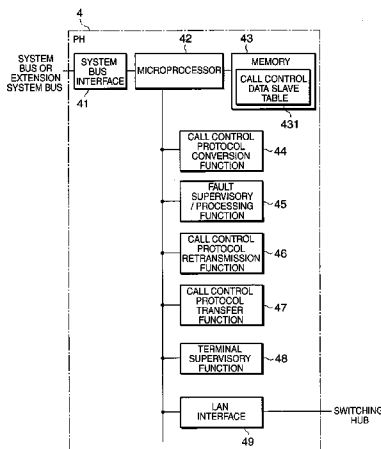 4
PH
SYSTEM
BUS OR
EXTENSION
SYSTEM BUS
SYSTEM
BUS
INTERFACE
41
42
MICROPROCESSOR
43
MEMORY
CALL CONTROL
DATA SLAVE
TABLE
431
CALL CONTROL
PROTOCOL
CONVERSION
FUNCTION
44
FAULT
SUPERVISORY
/ PROCESSING
FUNCTION
45
CALL CONTROL
PROTOCOL
RETRANSMISSION
FUNCTION
46
CALL CONTROL
PROTOCOL
TRANSFER
FUNCTION
47
TERMINAL
SUPERVISORY
FUNCTION
48
LAN
INTERFACE
49
SWITCHING
HUB